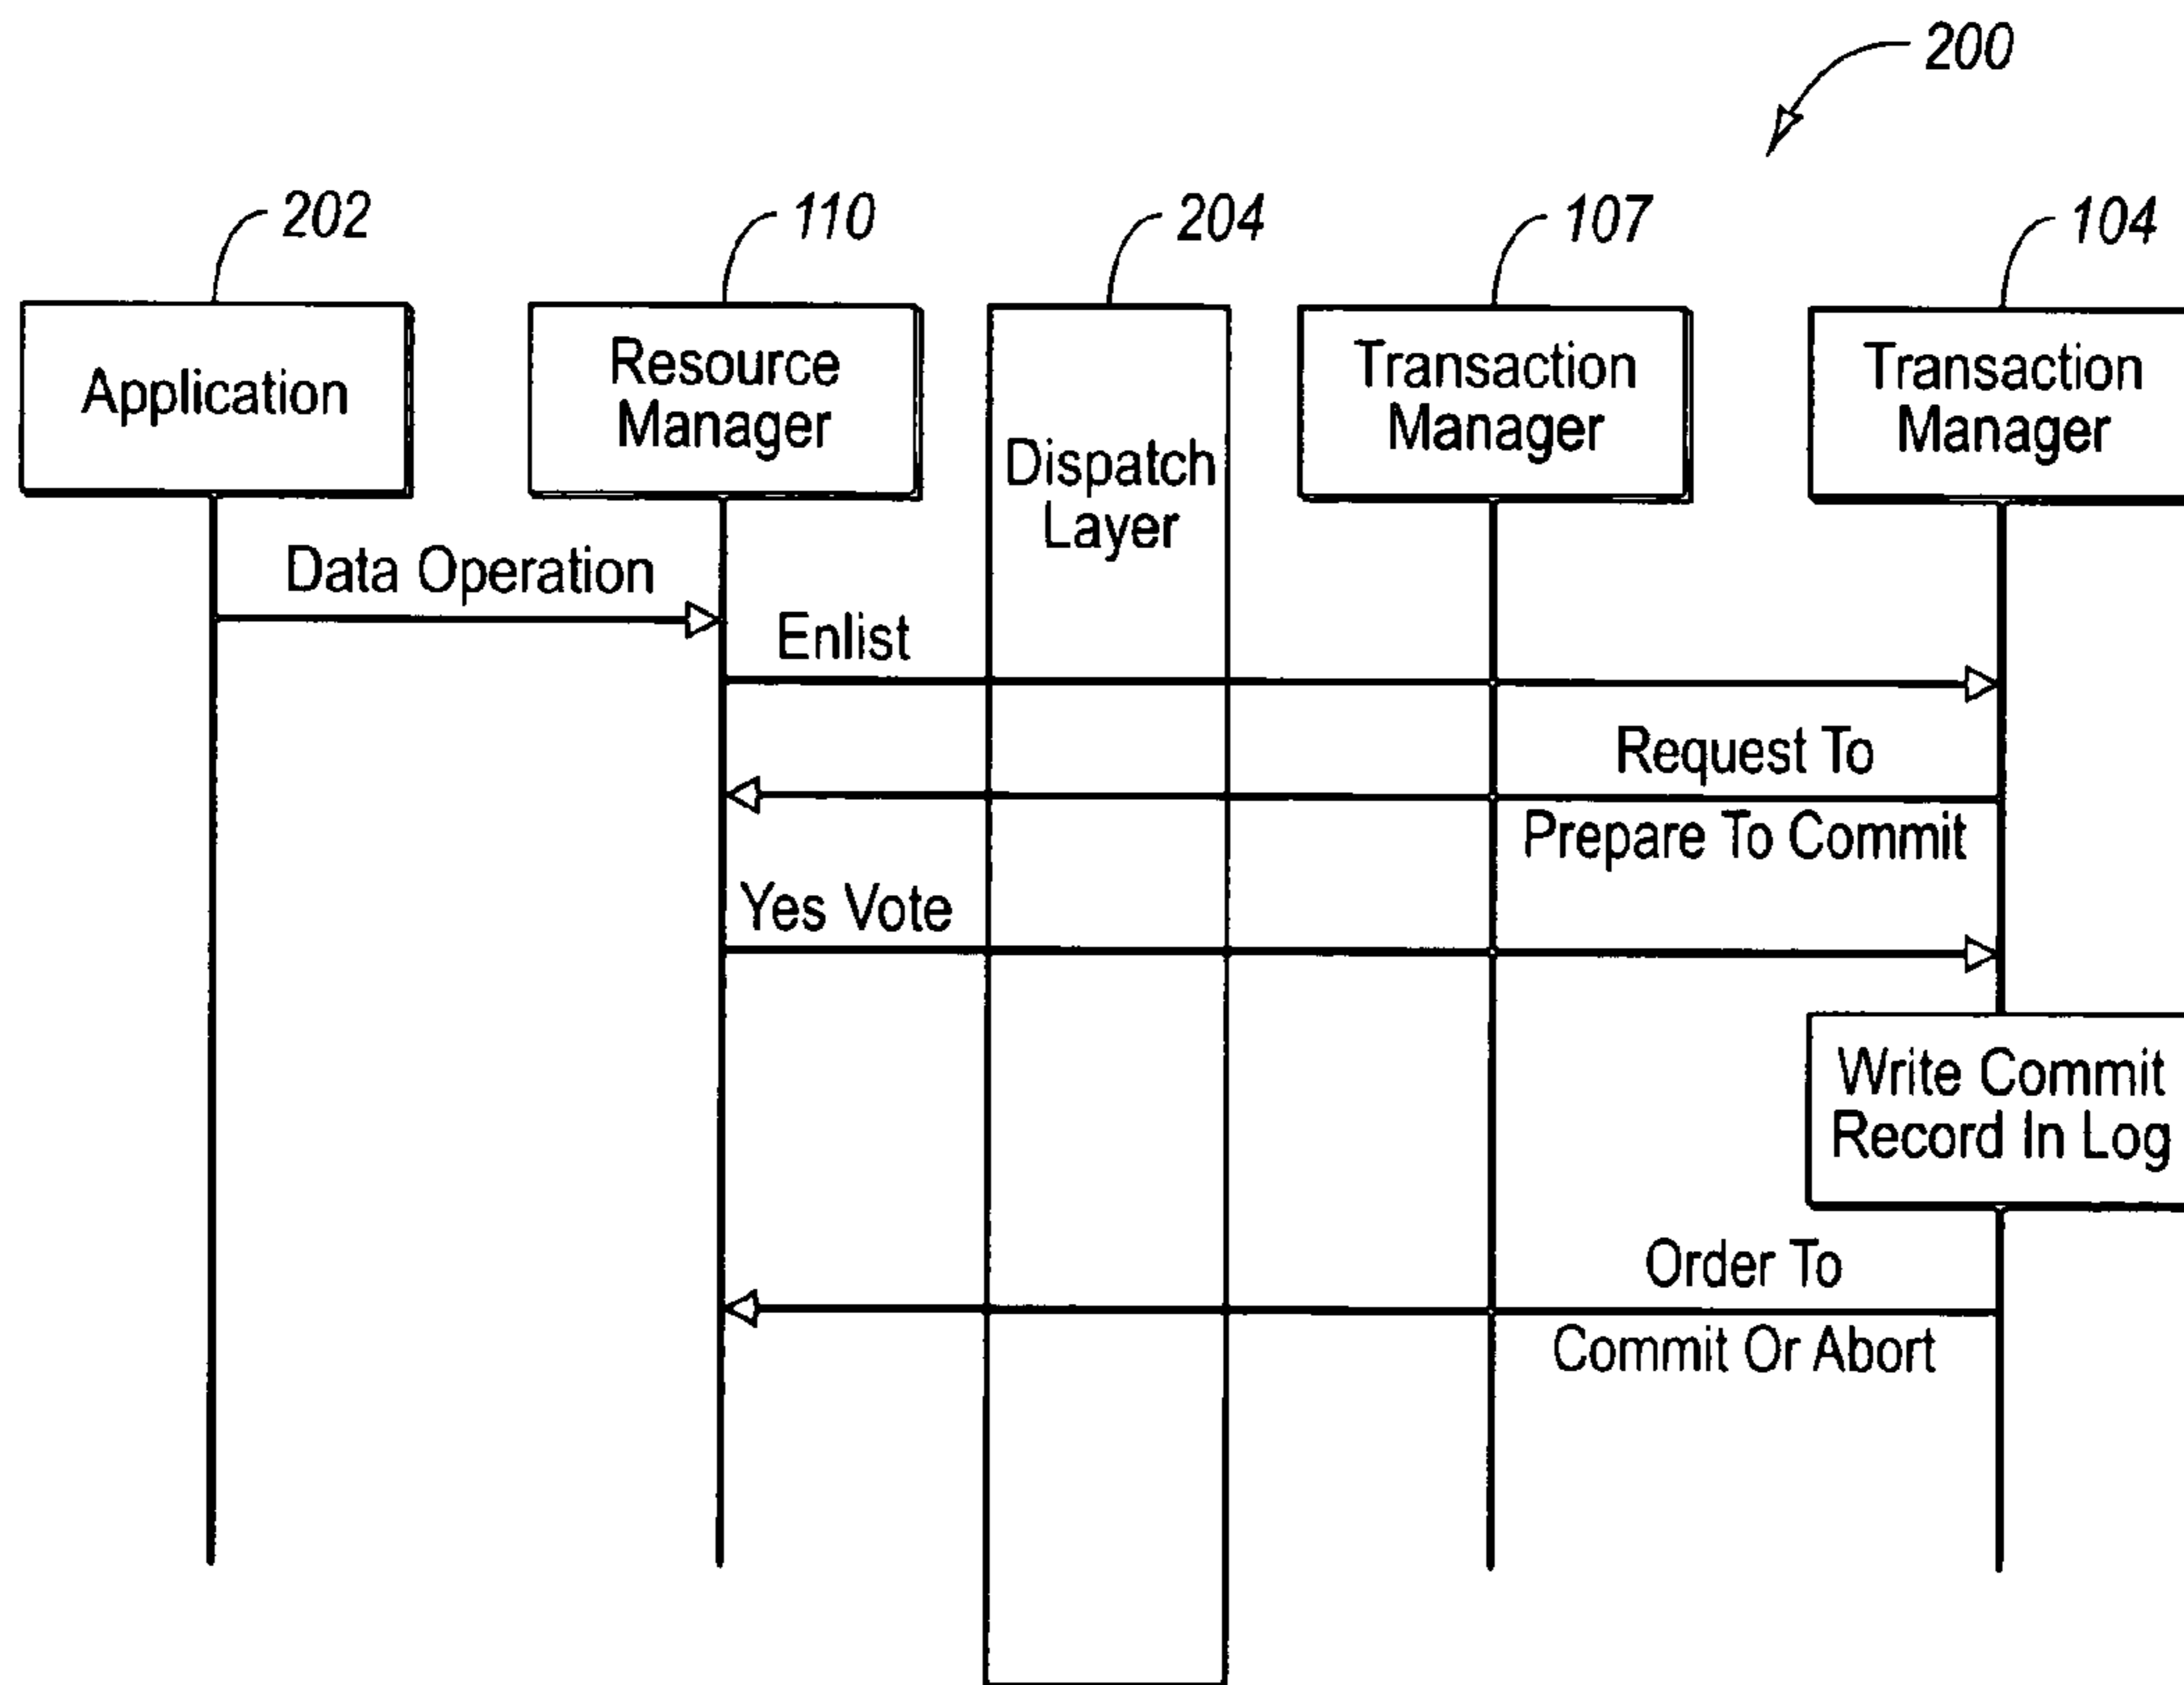 200
202
110
204
107
104
Application
Resource
Manager
Dispatch
Layer
Transaction
Manager
Transaction
Manager
Data Operation
Enlist
Request To
Prepare To Commit
Yes Vote
Write Commit
Record In Log
Order To
Commit Or Abort